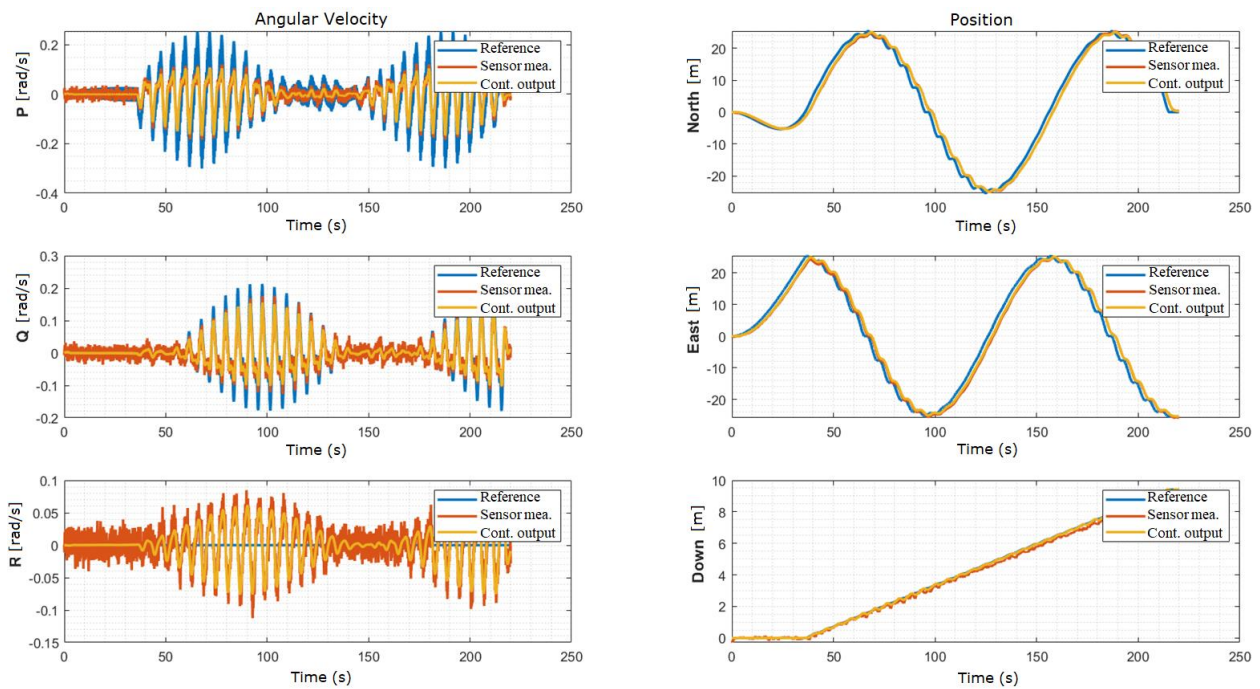 Angular Velocity
P [rad/s]
0.2
0
-0.2
-0.4
Reference
Sensor mea.
Cont. output
0 50 100 150 200 250
Time (s)
Position
North [m]
20
10
0
-10
-20
Reference
Sensor mea.
Cont. output
0 50 100 150 200 250
Time (s)
Q [rad/s]
0.3
0.2
0.1
0
-0.1
-0.2
Reference
Sensor mea.
Cont. output
0 50 100 150 200 250
Time (s)
East [m]
20
10
0
-10
-20
Reference
Sensor mea.
Cont. output
0 50 100 150 200 250
Time (s)
R [rad/s]
0.1
0.05
0
-0.05
-0.1
-0.15
Reference
Sensor mea.
Cont. output
0 50 100 150 200 250
Time (s)
Down [m]
10
8
6
4
2
0
Reference
Sensor mea.
Cont. output
0 50 100 150 200 250
Time (s)